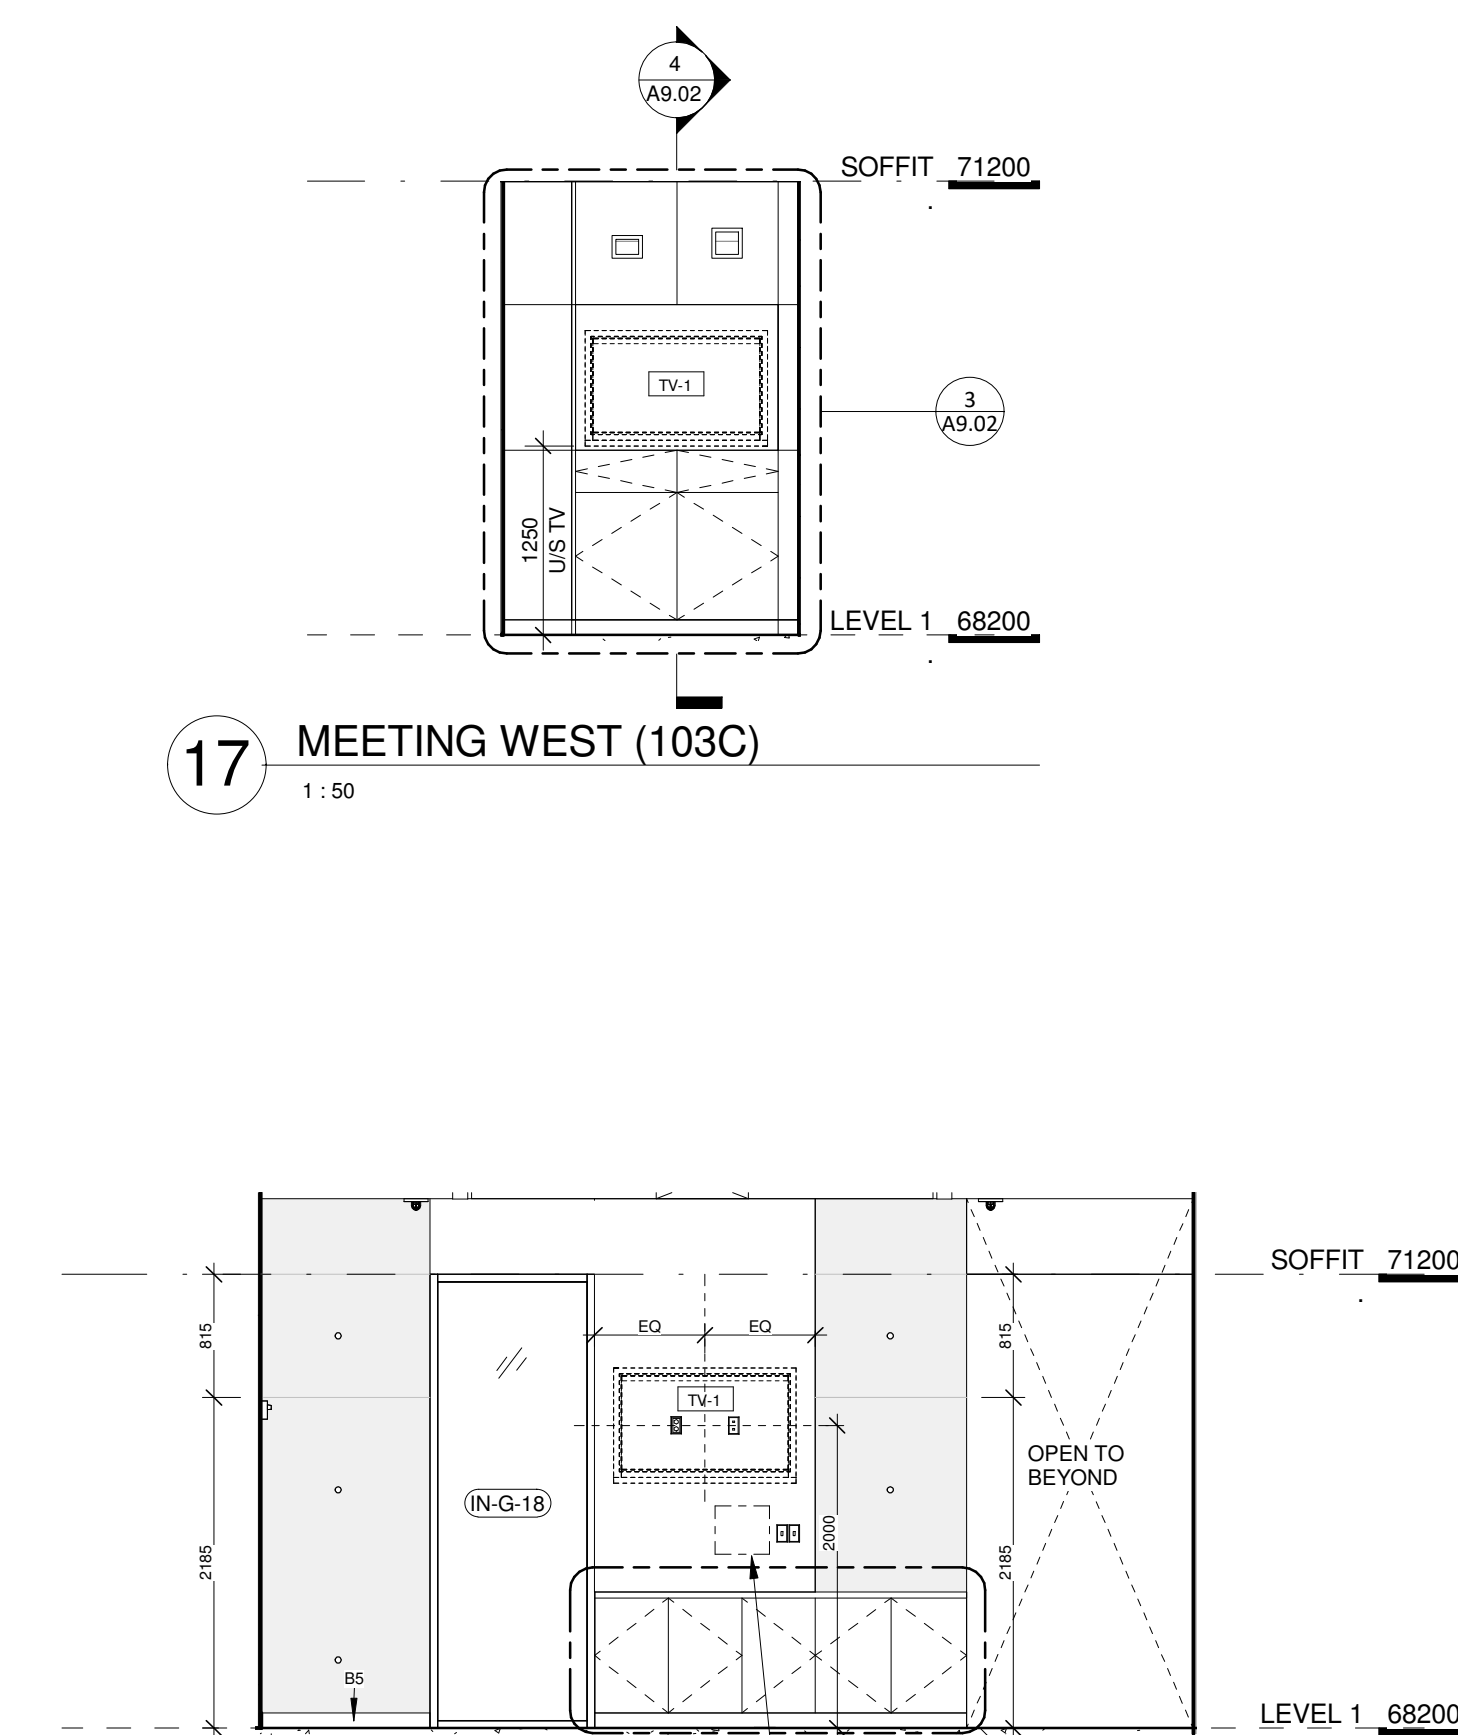 4
A9.02
SOFFIT 71200
.
TV-1
3
A9.02
1250
U/S TV
LEVEL 1 68200
.
17
MEETING WEST (103C)
1 : 50
SOFFIT 71200
.
815
EQ EQ
815
TV-1
OPEN TO
BEYOND
IN-G-18
2000
2185
2185
B5
LEVEL 1 68200